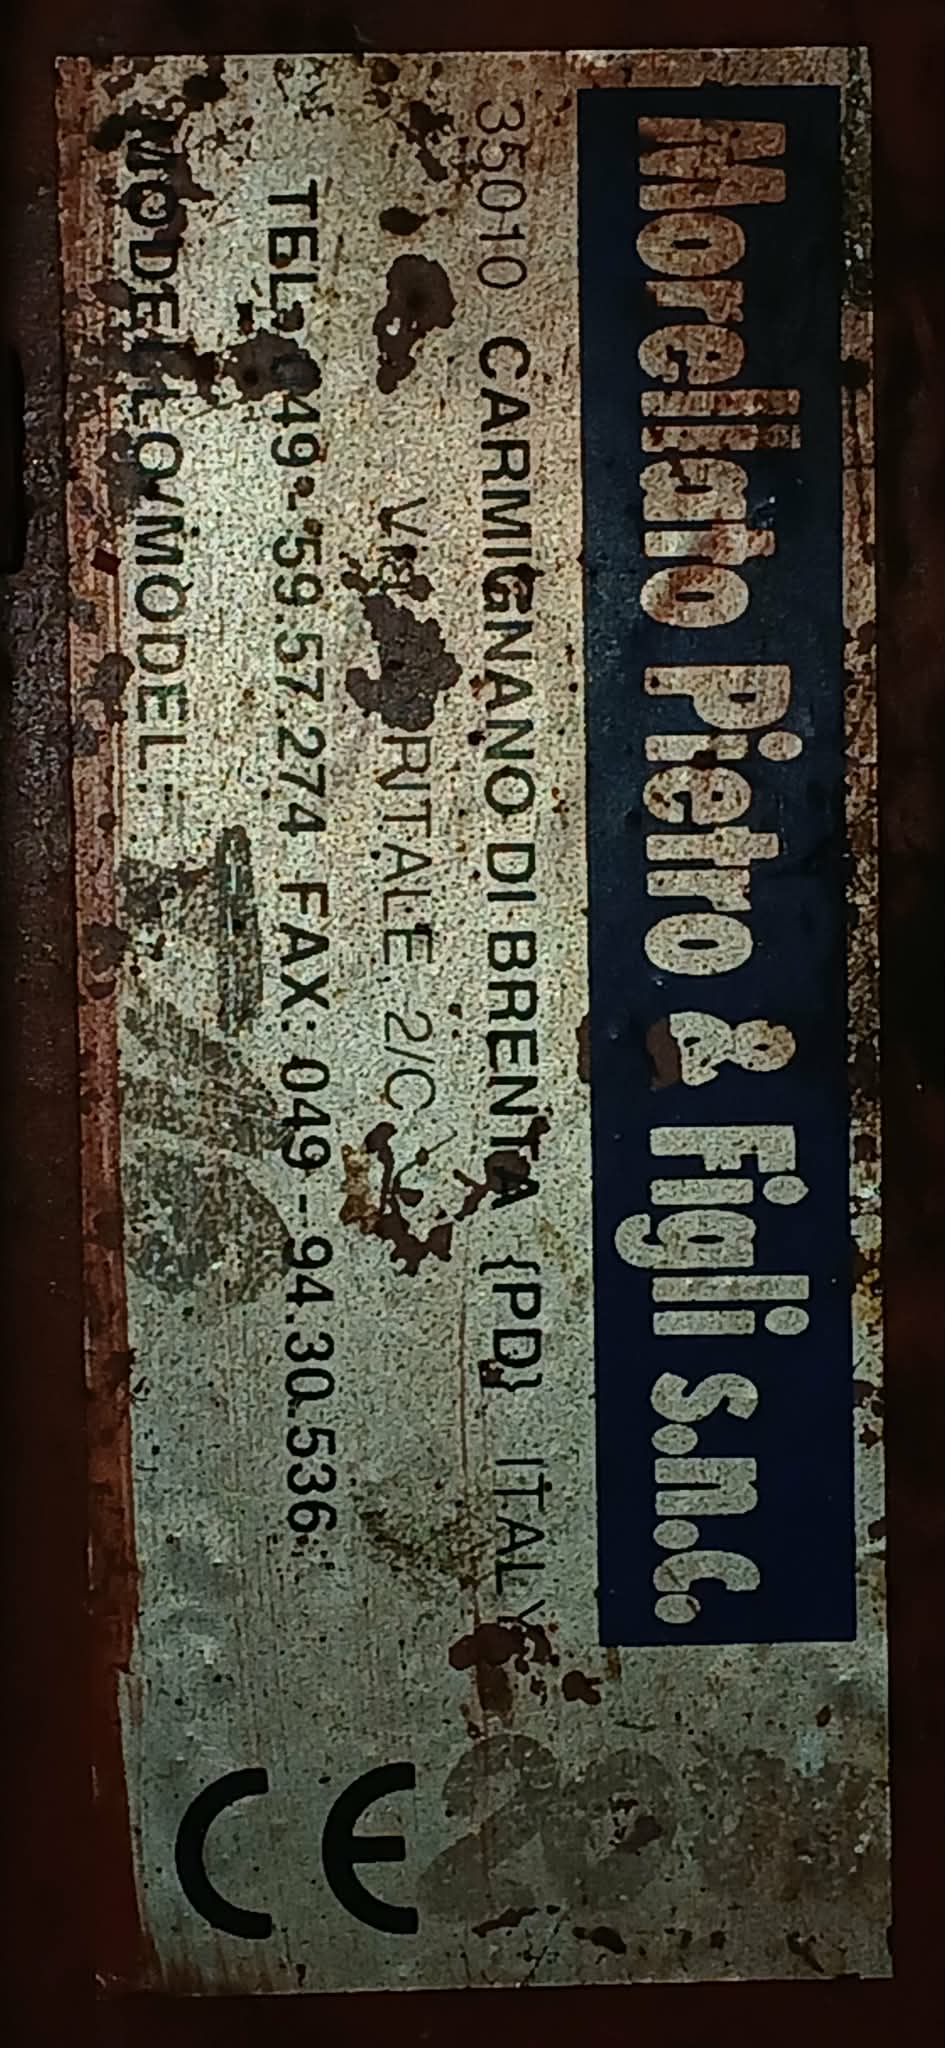 Morellato Pietro & Figli s.n.c.
35010 CARMIGNANO DI BRENTA {PD} ITALY
Via 2/C
TEL: 049-59.57.274 FAX: 049-94.30.536
MODELLO/MODEL
CE